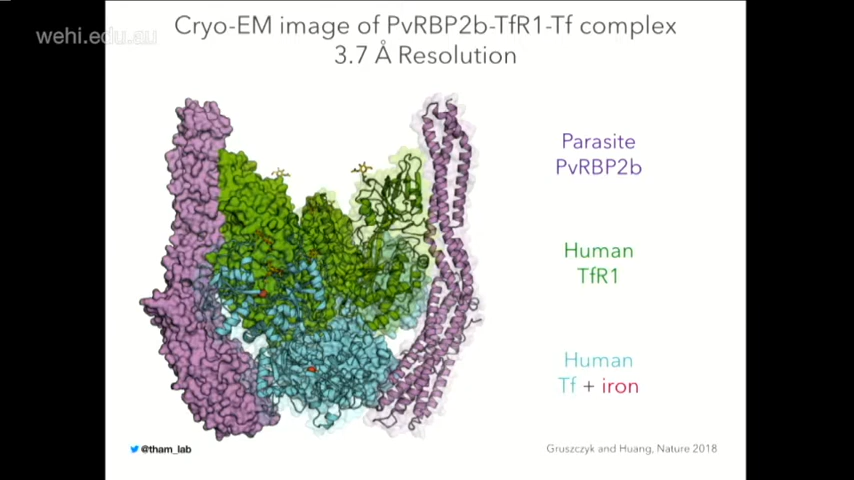 wehi.edu.au
Cryo-EM image of PvRBP2b-TfR1-Tf complex
3.7 Å Resolution
Parasite
PvRBP2b
Human
TfR1
Human
Tf + iron
@tham_lab
Gruszczyk and Huang, Nature 2018